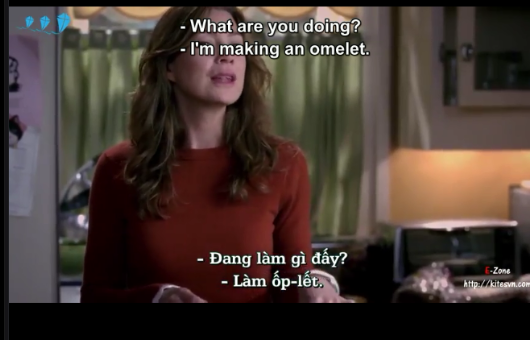 - What are you doing?
- I'm making an omelet.
- Đang làm gì đấy?
- Làm ốp-lết.
E-Zone
http://kitesvn.com